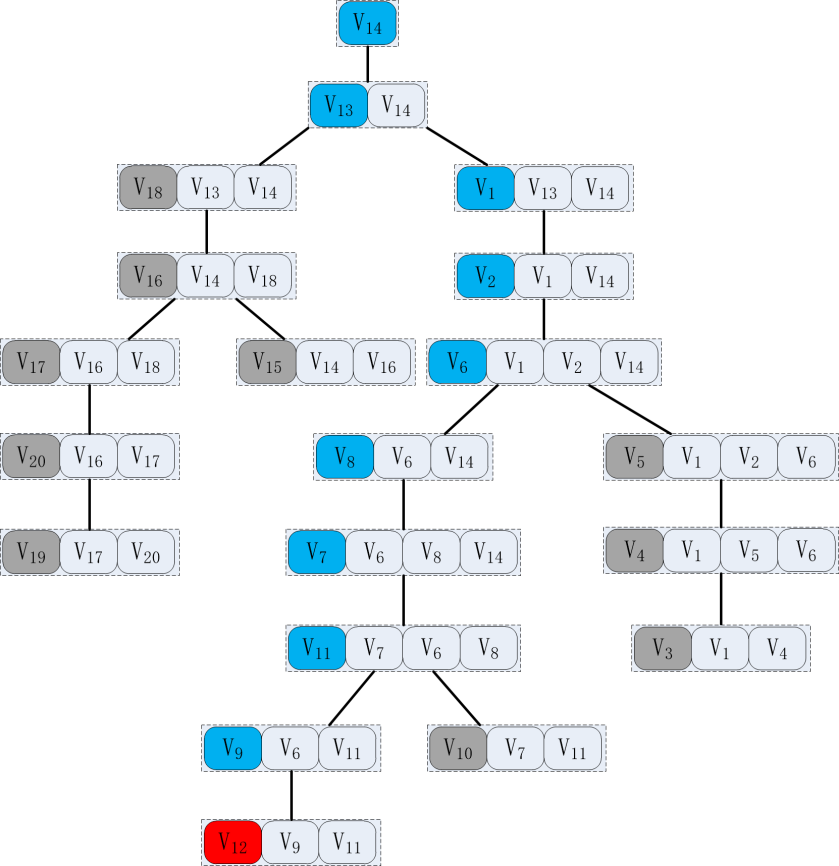 V14
V13 V14
V18 V13 V14
V1 V13 V14
V16 V14 V18
V2 V1 V14
V17 V16 V18
V15 V14 V16
V6 V1 V2 V14
V20 V16 V17
V8 V6 V14
V5 V1 V2 V6
V19 V17 V20
V7 V6 V8 V14
V4 V1 V5 V6
V11 V7 V6 V8
V3 V1 V4
V9 V6 V11
V10 V7 V11
V12 V9 V11